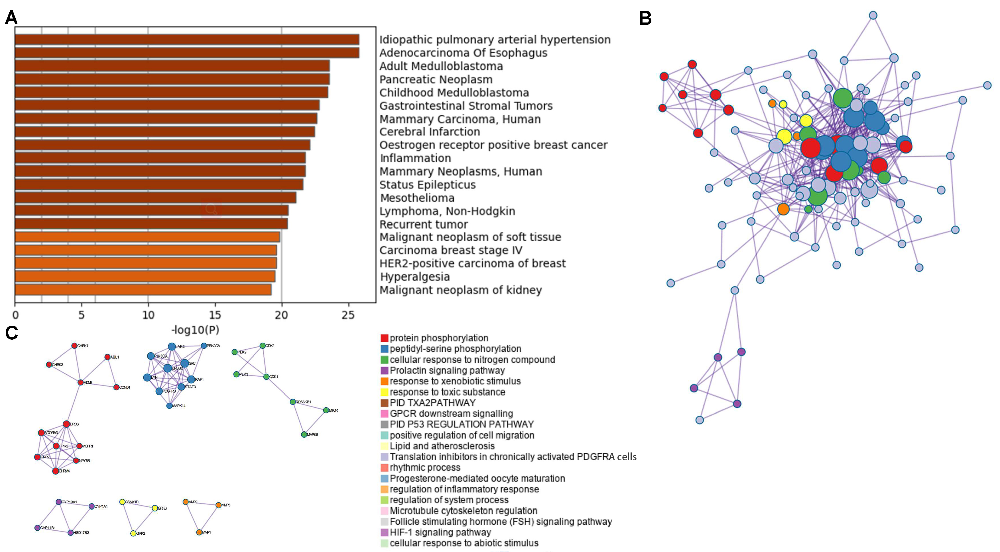 A
Idiopathic pulmonary arterial hypertension
Adenocarcinoma Of Esophagus
Adult Medulloblastoma
Pancreatic Neoplasm
Childhood Medulloblastoma
Gastrointestinal Stromal Tumors
Mammary Carcinoma, Human
Cerebral Infarction
Oestrogen receptor positive breast cancer
Inflammation
Mammary Neoplasms, Human
Status Epilepticus
Mesothelioma
Lymphoma, Non-Hodgkin
Recurrent tumor
Malignant neoplasm of soft tissue
Carcinoma breast stage IV
HER2-positive carcinoma of breast
Hyperalgesia
Malignant neoplasm of kidney
0 5 10 15 20 25
-log10(P)
B
C
CHEK1
ABL1
CHEK2
MDM2
CCND1
DRD3
ADORA3
FPR2
MCHR1
CNR2
NPY5R
CHRM4
JAK2
PRKACA
PIK3CA
SRC
ERBB2
LYN
RAF1
STAT3
PDGFRB
MAPK14
CDK2
PLK2
PLK3
CDK1
RPS6KB1
MTOR
MAPK8
CYP19A1
CYP1A1
CYP11B1
HSD17B2
CSNK1D
GRK3
GRK2
MMP9
MMP3
MMP1
protein phosphorylation
peptidyl-serine phosphorylation
cellular response to nitrogen compound
Prolactin signaling pathway
response to xenobiotic stimulus
response to toxic substance
PID TXA2PATHWAY
GPCR downstream signalling
PID P53 REGULATION PATHWAY
positive regulation of cell migration
Lipid and atherosclerosis
Translation inhibitors in chronically activated PDGFRA cells
rhythmic process
Progesterone-mediated oocyte maturation
regulation of inflammatory response
regulation of system process
Microtubule cytoskeleton regulation
Follicle stimulating hormone (FSH) signaling pathway
HIF-1 signaling pathway
cellular response to abiotic stimulus